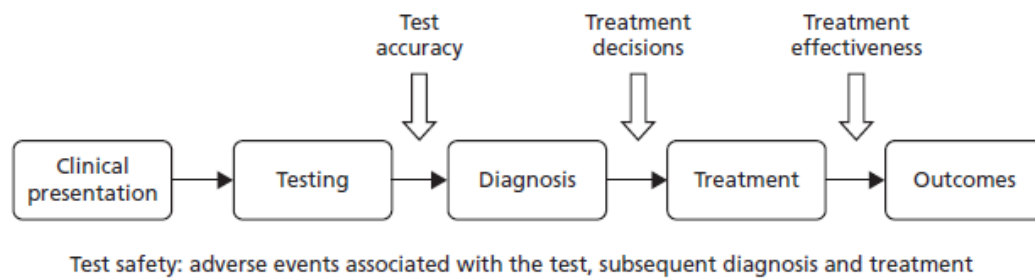 Test
accuracy
Treatment
decisions
Treatment
effectiveness
Clinical
presentation
Testing
Diagnosis
Treatment
Outcomes
Test safety: adverse events associated with the test, subsequent diagnosis and treatment